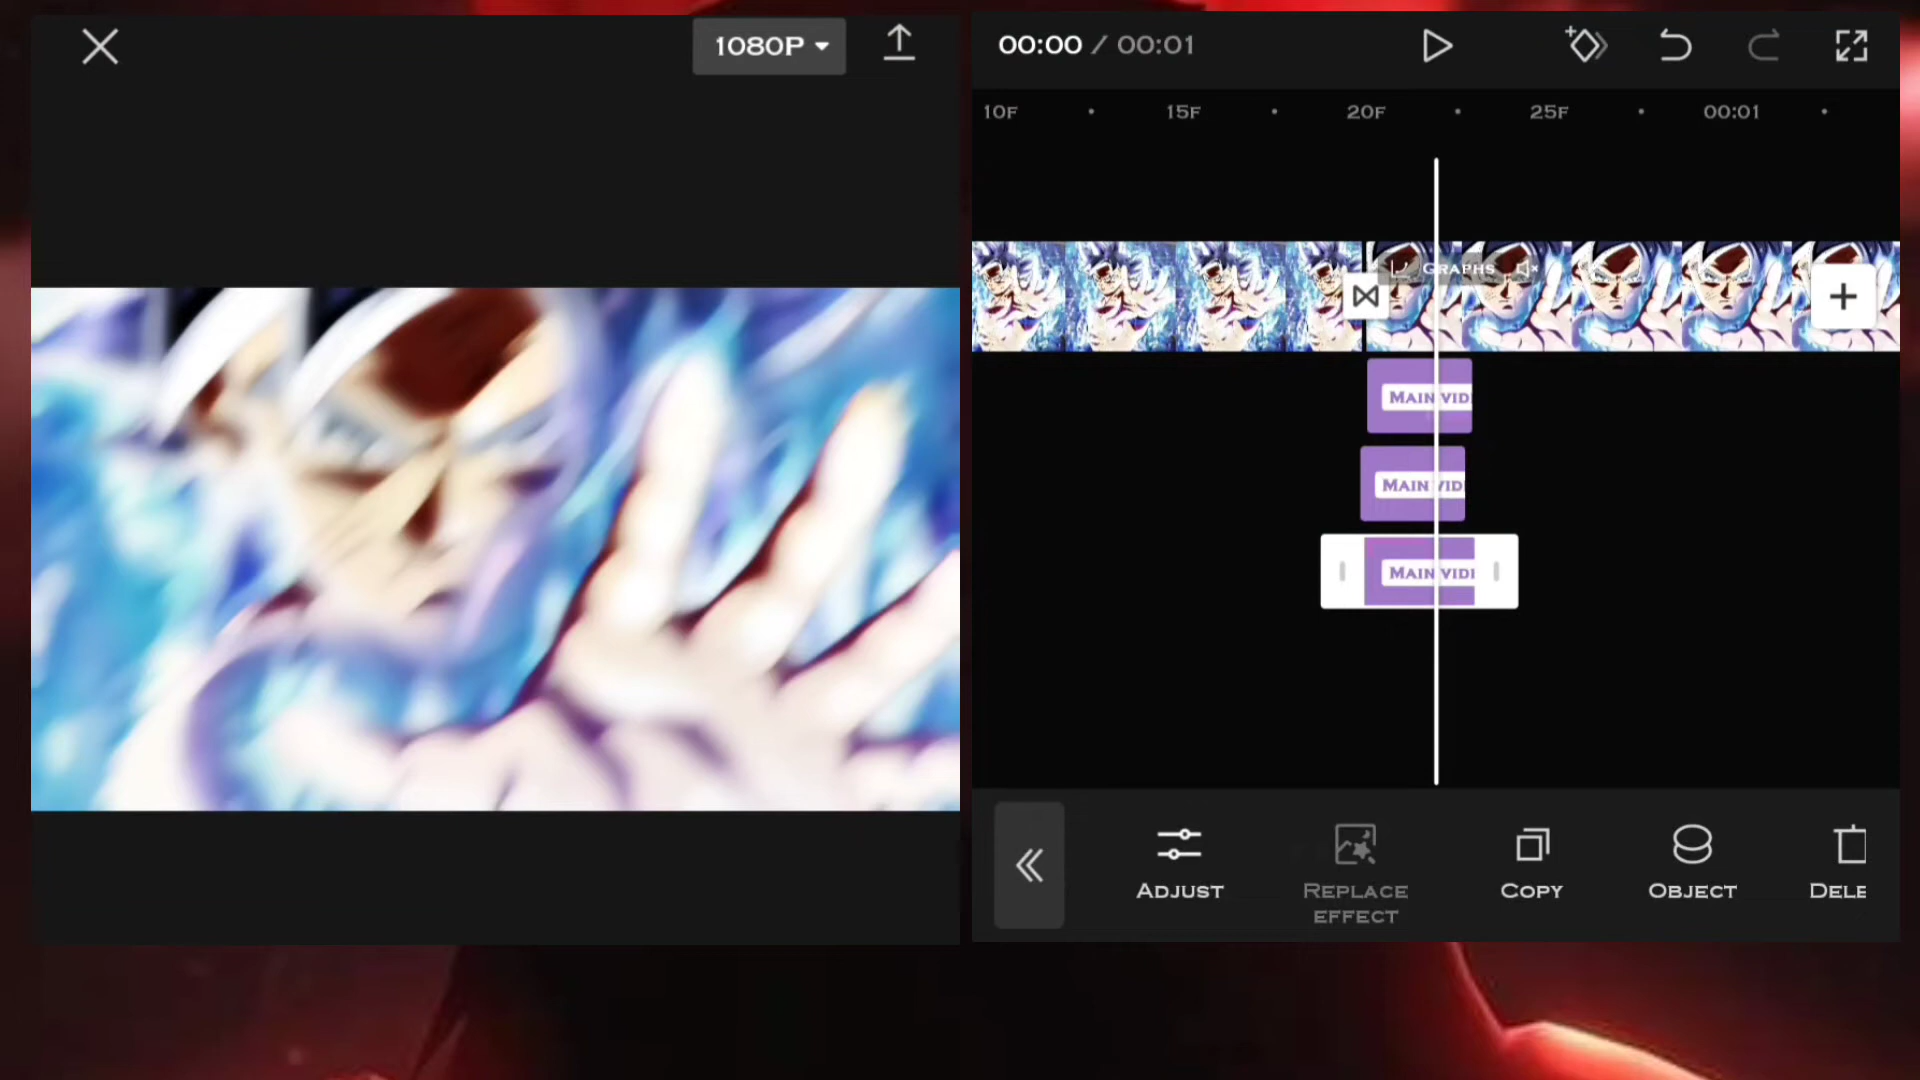 1080P
00:00 / 00:01
10F 15F 20F 25F 00:01
GRAPHS
MAIN VID
MAIN VID
MAIN VIDI
ADJUST
REPLACE
EFFECT
COPY
OBJECT
DELE